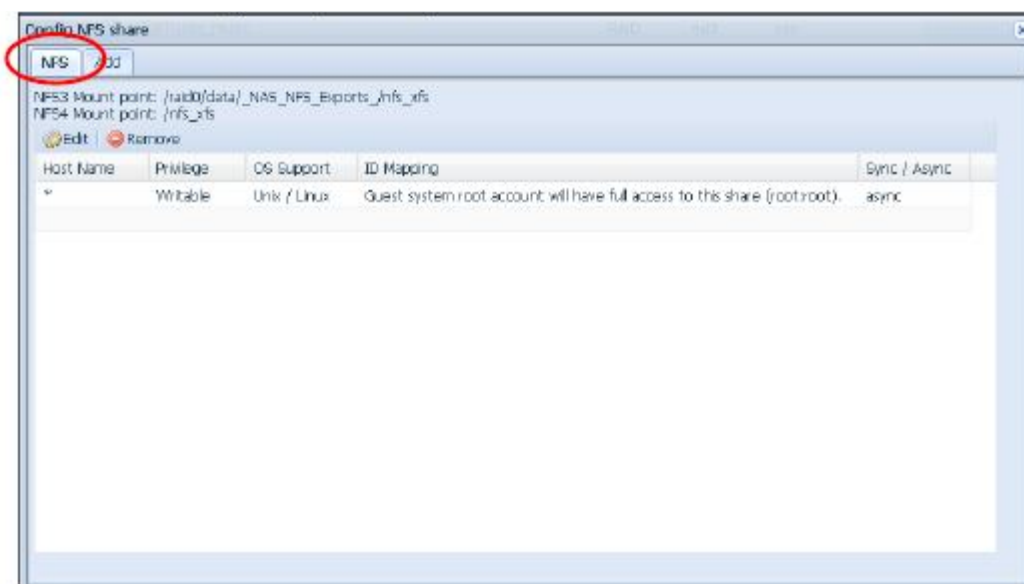 Config NFS share
NFS Add
NFS3 Mount point: /raid0/data/_NAS_NFS_Exports_/nfs_xfs
NFS4 Mount point: /nfs_xfs
Edit Remove
Host Name Privilege OS Support ID Mapping Sync / Async
* Writable Unix / Linux Guest system root account will have full access to this share (root:root). async